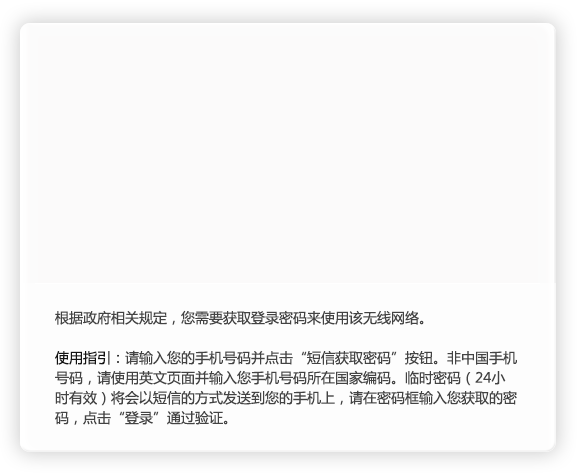 根据政府相关规定，您需要获取登录密码来使用该无线网络。
使用指引：请输入您的手机号码并点击“短信获取密码”按钮。非中国手机
号码，请使用英文页面并输入您手机号码所在国家编码。临时密码（24小
时有效）将会以短信的方式发送到您的手机上，请在密码框输入您获取的密
码，点击“登录”通过验证。